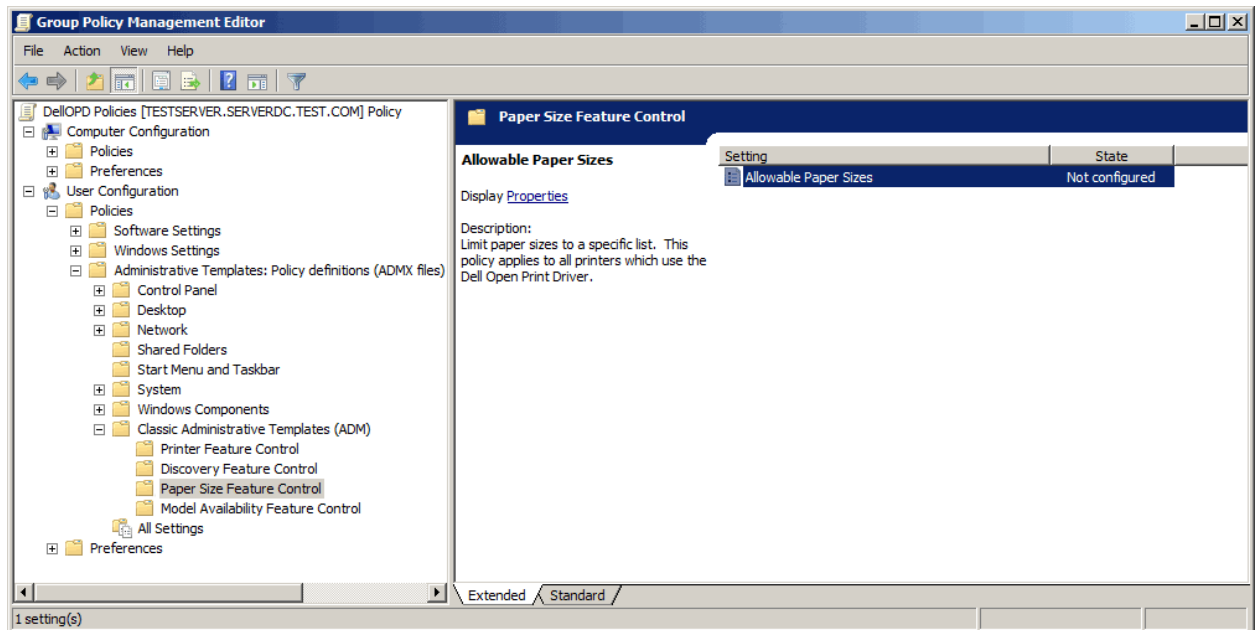 Group Policy Management Editor
File Action View Help
DellOPD Policies [TESTSERVER.SERVERDC.TEST.COM] Policy
Computer Configuration
Policies
Preferences
User Configuration
Policies
Software Settings
Windows Settings
Administrative Templates: Policy definitions (ADMX files)
Control Panel
Desktop
Network
Shared Folders
Start Menu and Taskbar
System
Windows Components
Classic Administrative Templates (ADM)
Printer Feature Control
Discovery Feature Control
Paper Size Feature Control
Model Availability Feature Control
All Settings
Preferences
Paper Size Feature Control
Allowable Paper Sizes
Display Properties
Description:
Limit paper sizes to a specific list. This
policy applies to all printers which use the
Dell Open Print Driver.
Setting State
Allowable Paper Sizes Not configured
Extended Standard
1 setting(s)